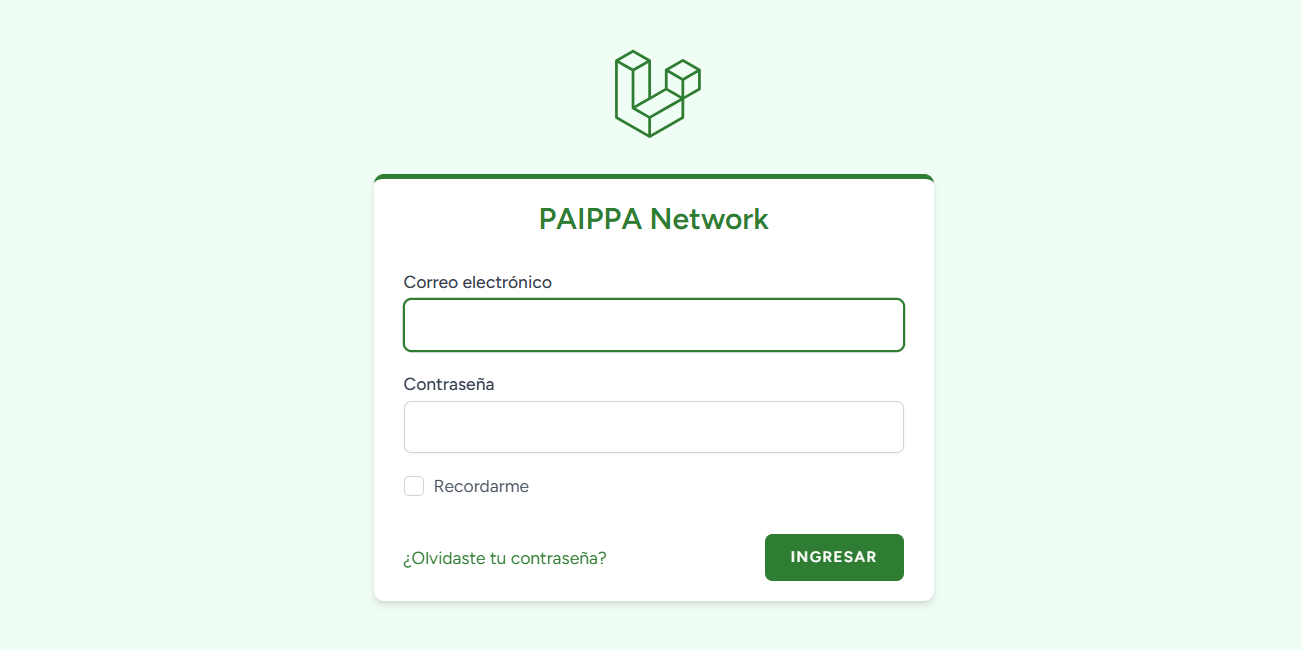 PAIPPA Network
Correo electrónico
Contraseña
Recordarme
¿Olvidaste tu contraseña?
INGRESAR